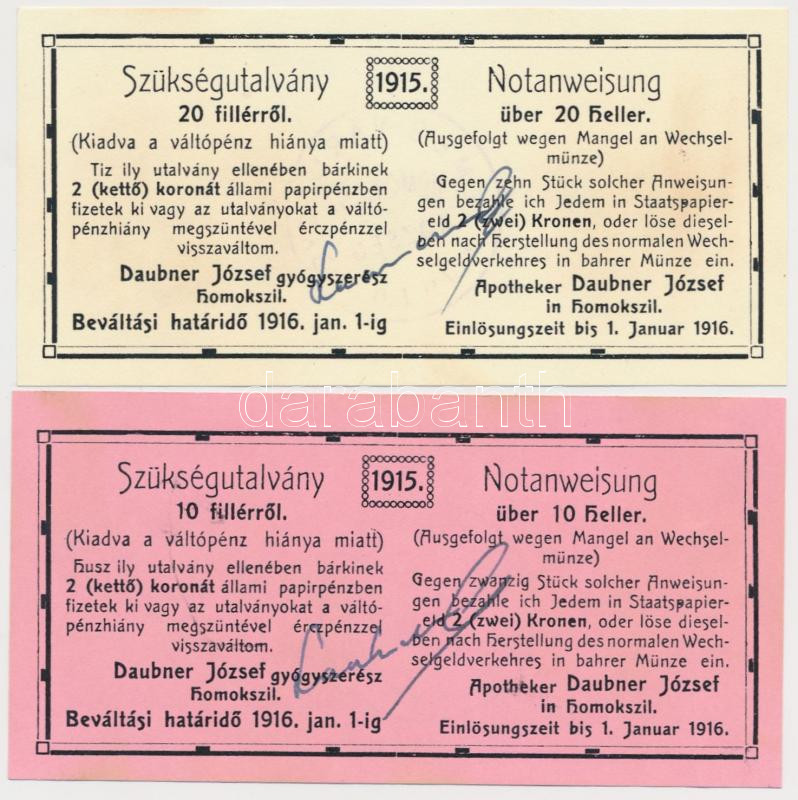 Szükségutalvány
20 fillérről.
(Kiadva a váltópénz hiánya miatt)
Tiz ily utalvány ellenében bárkinek
2 (kettő) koronát állami papirpénzben
fizetek ki vagy az utalványokat a váltó-
pénzhiány megszüntével érczpénzzel
visszaváltom.
Daubner József gyógyszerész
Homokszil.
Beváltási határidő 1916. jan. 1-ig
1915.
Notanweisung
über 20 Heller.
(Ausgefolgt wegen Mangel an Wechsel-
münze)
Gegen zehn Stück solcher Anweisun-
gen bezahle ich Jedem in Staatspapier-
eld 2 (zwei) Kronen, oder löse diesel-
ben nach Herstellung des normalen Wech-
selgeldverkehres in bahrer Münze ein.
Apotheker Daubner József
in Homokszil.
Einlösungszeit bis 1. Januar 1916.
darabanth
Szükségutalvány
10 fillérről.
(Kiadva a váltópénz hiánya miatt)
Husz ily utalvány ellenében bárkinek
2 (kettő) koronát állami papirpénzben
fizetek ki vagy az utalványokat a váltó-
pénzhiány megszüntével érczpénzzel
visszaváltom.
Daubner József gyógyszerész
Homokszil.
Beváltási határidő 1916. jan. 1-ig
1915.
Notanweisung
über 10 Heller.
(Ausgefolgt wegen Mangel an Wechsel-
münze)
Gegen zwanzig Stück solcher Anweisun-
gen bezahle ich Jedem in Staatspapier-
eld 2 (zwei) Kronen, oder löse diesel-
ben nach Herstellung des normalen Wech-
selgeldverkehres in bahrer Münze ein.
Apotheker Daubner József
in Homokszil.
Einlösungszeit bis 1. Januar 1916.